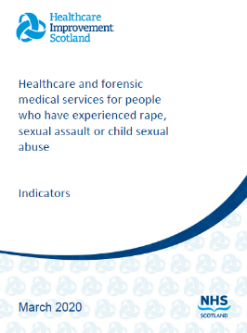 Healthcare
Improvement
Scotland
Healthcare and forensic
medical services for people
who have experienced rape,
sexual assault or child sexual
abuse
Indicators
March 2020
NHS
SCOTLAND